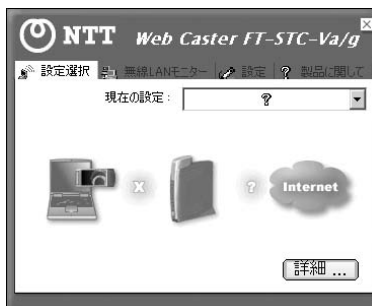 NTT Web Caster FT-STC-Va/g
設定選択 無線LANモニター 設定 ? 製品に関して
現在の設定： ?
X ? Internet
詳細 ...